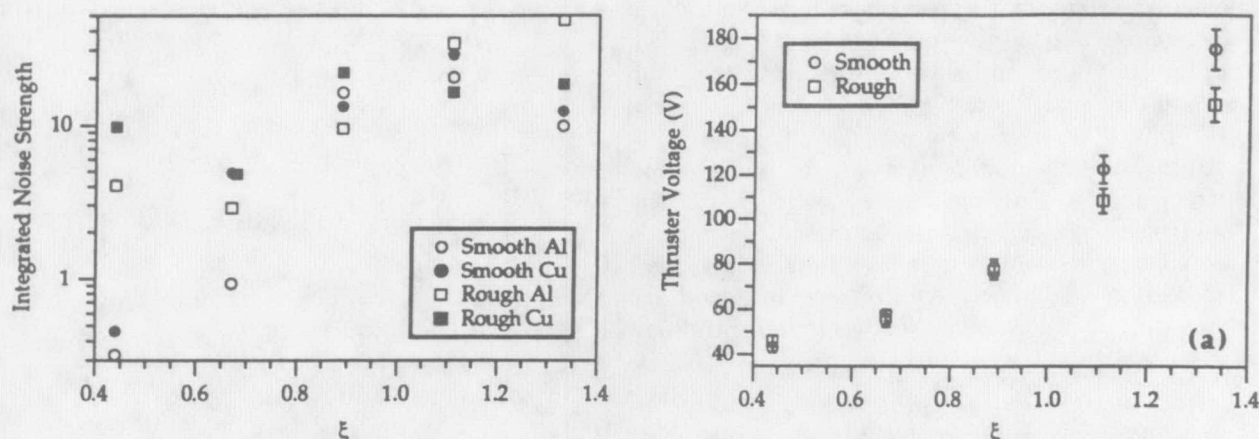 Integrated Noise Strength
10
1
Smooth Al
Smooth Cu
Rough Al
Rough Cu
0.4 0.6 0.8 1.0 1.2 1.4
ξ
Thruster Voltage (V)
180
160
140
120
100
80
60
40
Smooth
Rough
(a)
0.4 0.6 0.8 1.0 1.2 1.4
ξ